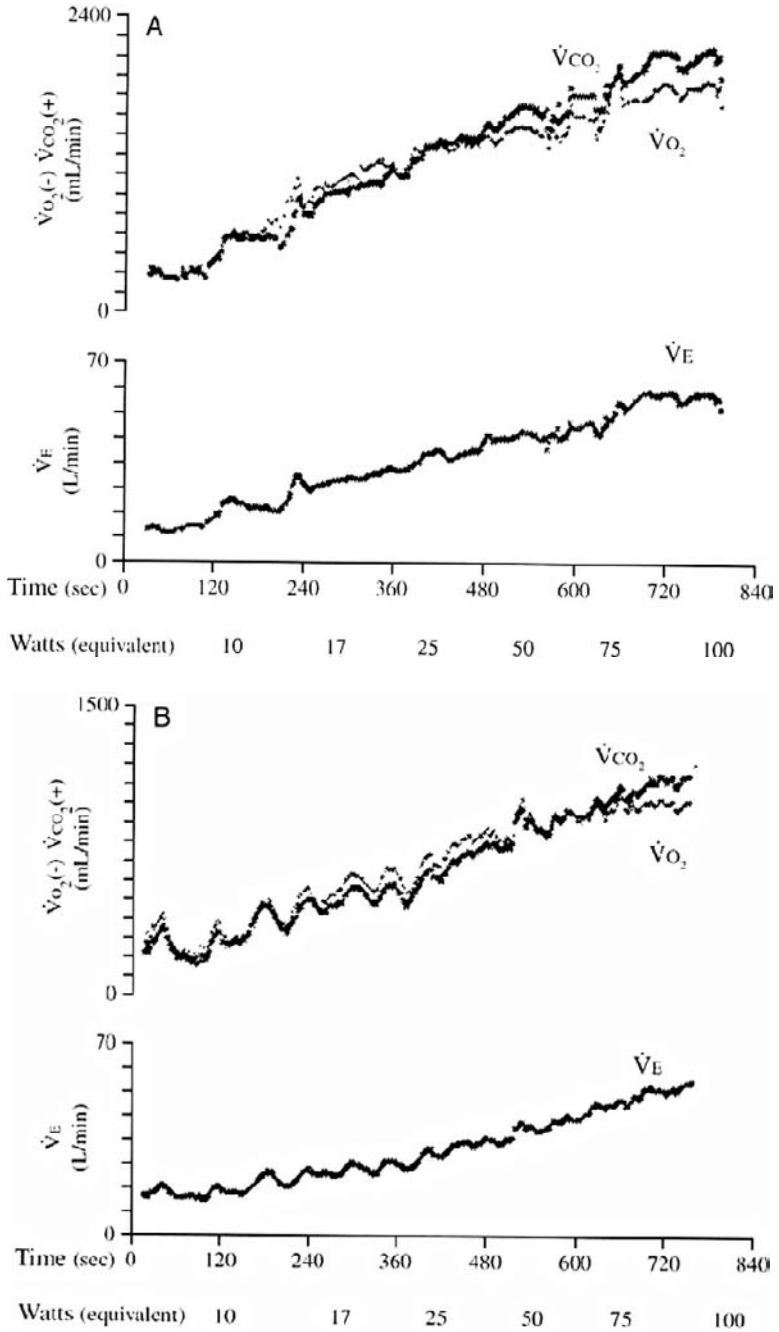 2400
A
V̇CO₂
V̇O₂(-) V̇CO₂(+)
(mL/min)
V̇O₂
0
70
V̇E
V̇E
(L/min)
0
Time (sec) 0 120 240 360 480 600 720 840
Watts (equivalent) 10 17 25 50 75 100
1500
B
V̇CO₂
V̇O₂(-) V̇CO₂(+)
(mL/min)
V̇O₂
0
70
V̇E
V̇E
(L/min)
0
Time (sec) 0 120 240 360 480 600 720 840
Watts (equivalent) 10 17 25 50 75 100